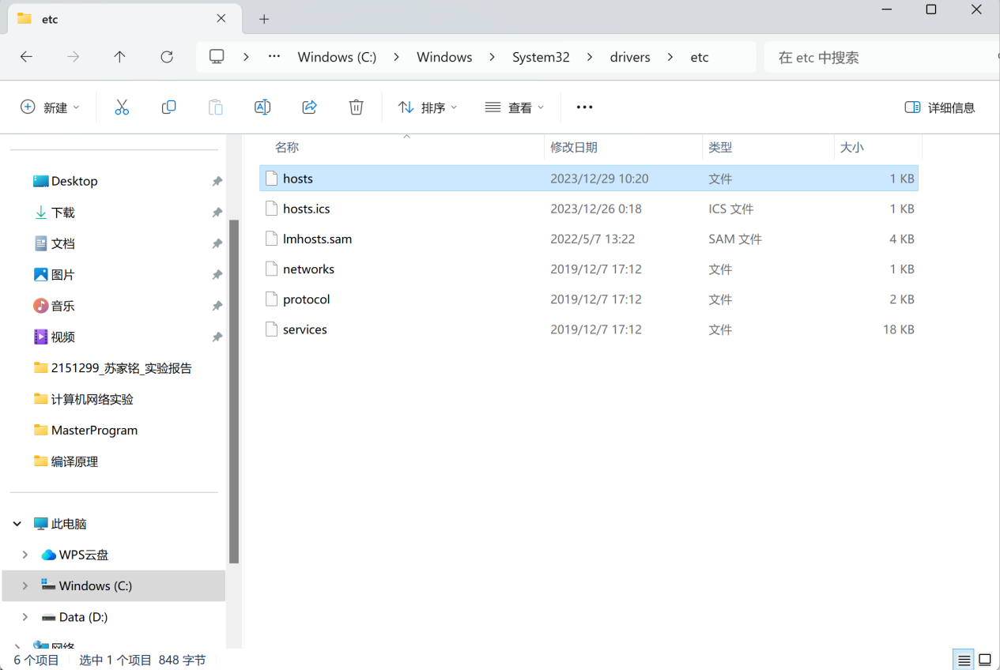 etc
Windows (C:) Windows System32 drivers etc
在 etc 中搜索
新建 排序 查看 详细信息
名称 修改日期 类型 大小
hosts 2023/12/29 10:20 文件 1 KB
hosts.ics 2023/12/26 0:18 ICS 文件 1 KB
lmhosts.sam 2022/5/7 13:22 SAM 文件 4 KB
networks 2019/12/7 17:12 文件 1 KB
protocol 2019/12/7 17:12 文件 2 KB
services 2019/12/7 17:12 文件 18 KB
Desktop
下载
文档
图片
音乐
视频
2151299_苏家铭_实验报告
计算机网络实验
MasterProgram
编译原理
此电脑
WPS云盘
Windows (C:)
Data (D:)
网络
6 个项目 选中 1 个项目 848 字节